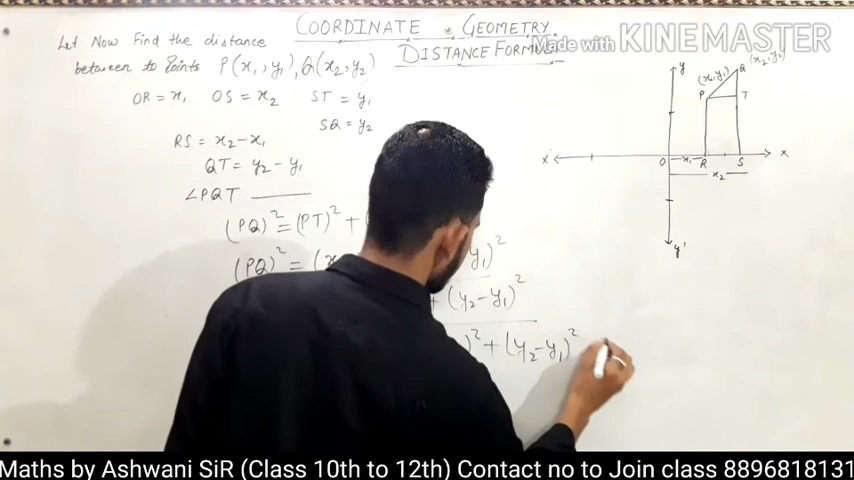 COORDINATE GEOMETRY
DISTANCE FORMUL
Made with KINEMASTER
Let Now Find the distance
between to Points P(x₁, y₁), Q(x₂, y₂)
OR = x₁ OS = x₂ ST = y₁
SQ = y₂
RS = x₂ - x₁
QT = y₂ - y₁
∠PQT
(PQ)² = (PT)² + (
(PQ)² = (x
y₁)²
+ (y₂ - y₁)²
)² + (y₂ - y₁)²
y
Q (x₂, y₂)
(x₁, y₁)
P T
x' O x₁ R S x
x₂
y'
Maths by Ashwani SiR (Class 10th to 12th) Contact no to Join class 8896818131